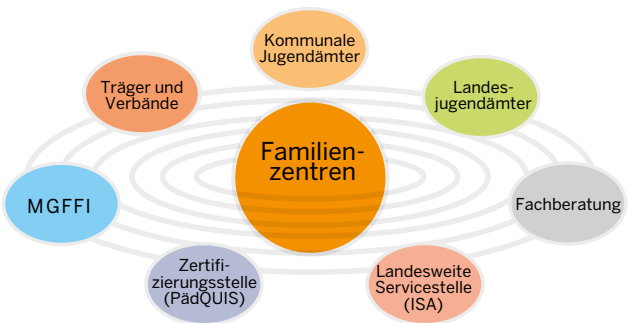 Kommunale
Jugendämter
Träger und
Verbände
Landes-
jugendämter
Familien-
zentren
MGFFI
Fachberatung
Zertifi-
zierungsstelle
(PädQUIS)
Landesweite
Servicestelle
(ISA)